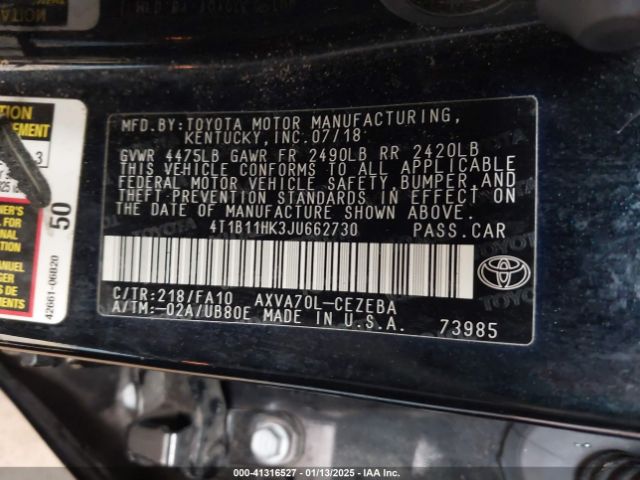 MFD.BY:TOYOTA MOTOR MANUFACTURING,
KENTUCKY,INC.07/18
GVWR 4475LB GAWR FR 2490LB RR 2420LB
THIS VEHICLE CONFORMS TO ALL APPLICABLE
FEDERAL MOTOR VEHICLE SAFETY,BUMPER,AND
THEFT-PREVENTION STANDARDS IN EFFECT ON
THE DATE OF MANUFACTURE SHOWN ABOVE.
4T1B11HK3JU662730 PASS.CAR
C/TR:218/FA10 AXVA70L-CEZEBA
A/TM:-02A/UB80E MADE IN U.S.A.
73985
TOYOTA
50
42661-06B20
000-41316527 - 01/13/2025 - IAA Inc.